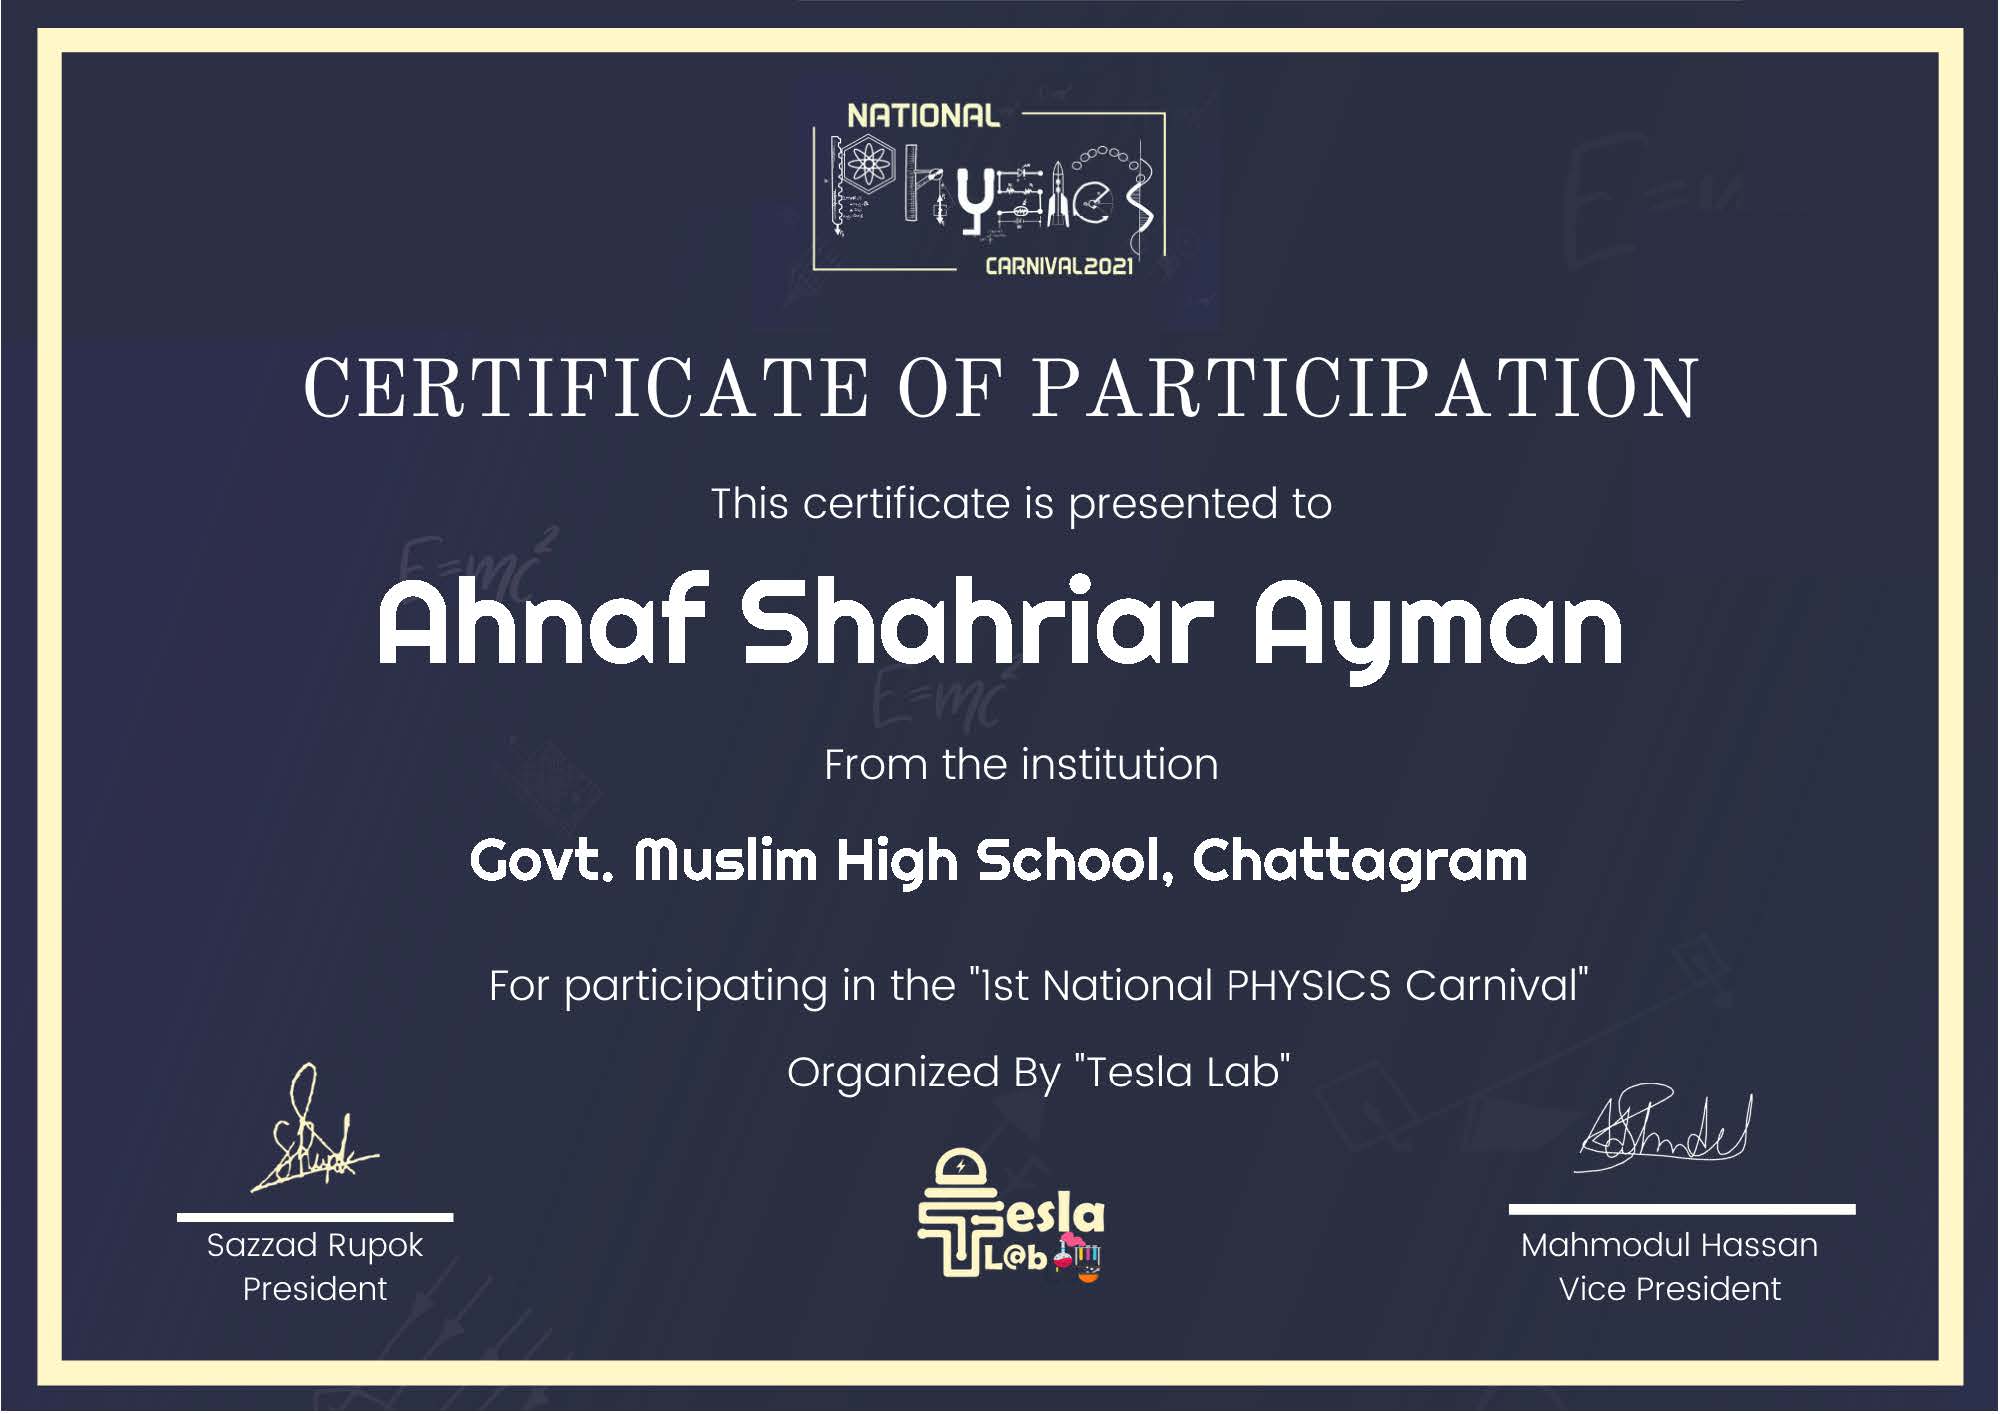 NATIONAL
Physics
CARNIVAL2021
CERTIFICATE OF PARTICIPATION
This certificate is presented to
E=mc²
Ahnaf Shahriar Ayman
E=mc²
From the institution
Govt. Muslim High School, Chattagram
For participating in the "1st National PHYSICS Carnival"
Organized By "Tesla Lab"
Tesla
L@b
Sazzad Rupok
President
Mahmodul Hassan
Vice President